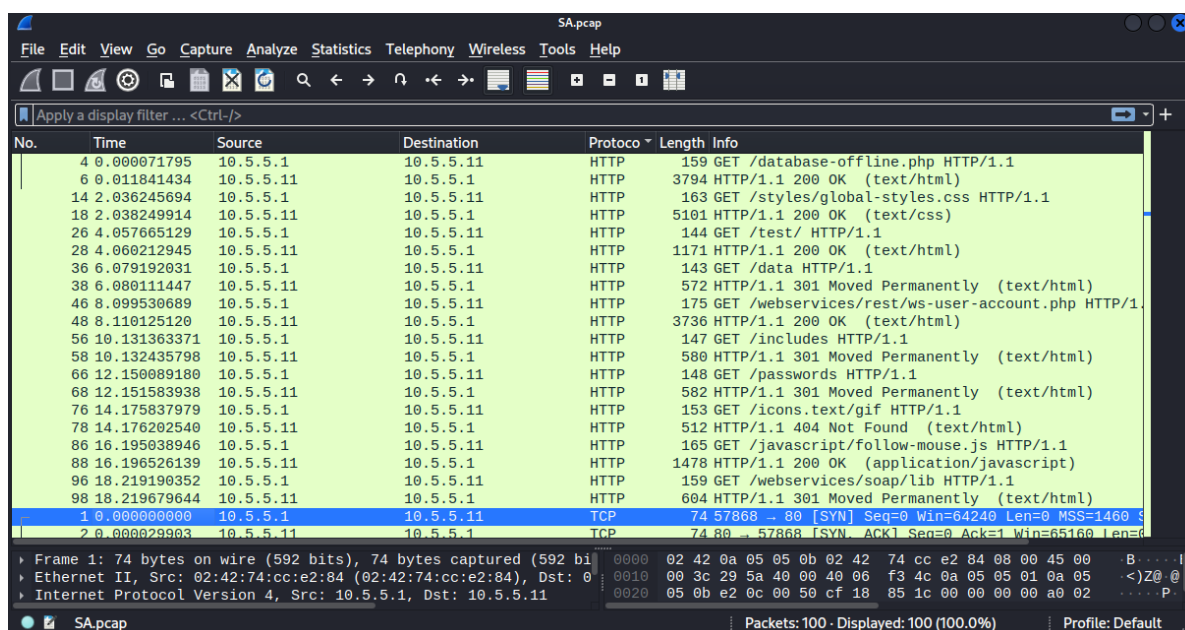 SA.pcap
File Edit View Go Capture Analyze Statistics Telephony Wireless Tools Help
Apply a display filter … <Ctrl-/>
No. Time Source Destination Protoco Length Info
4 0.000071795 10.5.5.1 10.5.5.11 HTTP 159 GET /database-offline.php HTTP/1.1
6 0.011841434 10.5.5.11 10.5.5.1 HTTP 3794 HTTP/1.1 200 OK (text/html)
14 2.036245694 10.5.5.1 10.5.5.11 HTTP 163 GET /styles/global-styles.css HTTP/1.1
18 2.038249914 10.5.5.11 10.5.5.1 HTTP 5101 HTTP/1.1 200 OK (text/css)
26 4.057665129 10.5.5.1 10.5.5.11 HTTP 144 GET /test/ HTTP/1.1
28 4.060212945 10.5.5.11 10.5.5.1 HTTP 1171 HTTP/1.1 200 OK (text/html)
36 6.079192031 10.5.5.1 10.5.5.11 HTTP 143 GET /data HTTP/1.1
38 6.080111447 10.5.5.11 10.5.5.1 HTTP 572 HTTP/1.1 301 Moved Permanently (text/html)
46 8.099530689 10.5.5.1 10.5.5.11 HTTP 175 GET /webservices/rest/ws-user-account.php HTTP/1.
48 8.110125120 10.5.5.11 10.5.5.1 HTTP 3736 HTTP/1.1 200 OK (text/html)
56 10.131363371 10.5.5.1 10.5.5.11 HTTP 147 GET /includes HTTP/1.1
58 10.132435798 10.5.5.11 10.5.5.1 HTTP 580 HTTP/1.1 301 Moved Permanently (text/html)
66 12.150089180 10.5.5.1 10.5.5.11 HTTP 148 GET /passwords HTTP/1.1
68 12.151583938 10.5.5.11 10.5.5.1 HTTP 582 HTTP/1.1 301 Moved Permanently (text/html)
76 14.175837979 10.5.5.1 10.5.5.11 HTTP 153 GET /icons.text/gif HTTP/1.1
78 14.176202540 10.5.5.11 10.5.5.1 HTTP 512 HTTP/1.1 404 Not Found (text/html)
86 16.195038946 10.5.5.1 10.5.5.11 HTTP 165 GET /javascript/follow-mouse.js HTTP/1.1
88 16.196526139 10.5.5.11 10.5.5.1 HTTP 1478 HTTP/1.1 200 OK (application/javascript)
96 18.219190352 10.5.5.1 10.5.5.11 HTTP 159 GET /webservices/soap/lib HTTP/1.1
98 18.219679644 10.5.5.11 10.5.5.1 HTTP 604 HTTP/1.1 301 Moved Permanently (text/html)
1 0.000000000 10.5.5.1 10.5.5.11 TCP 74 57868 → 80 [SYN] Seq=0 Win=64240 Len=0 MSS=1460 S
2 0.000029903 10.5.5.11 10.5.5.1 TCP 74 80 → 57868 [SYN, ACK] Seq=0 Ack=1 Win=65160 Len=0
Frame 1: 74 bytes on wire (592 bits), 74 bytes captured (592 bi 0000 02 42 0a 05 05 0b 02 42 74 cc e2 84 08 00 45 00 ·B·····
Ethernet II, Src: 02:42:74:cc:e2:84 (02:42:74:cc:e2:84), Dst: 0 0010 00 3c 29 5a 40 00 40 06 f3 4c 0a 05 05 01 0a 05 ·<)Z@·@
Internet Protocol Version 4, Src: 10.5.5.1, Dst: 10.5.5.11 0020 05 0b e2 0c 00 50 cf 18 85 1c 00 00 00 00 a0 02 ·····P·
SA.pcap Packets: 100 · Displayed: 100 (100.0%) Profile: Default